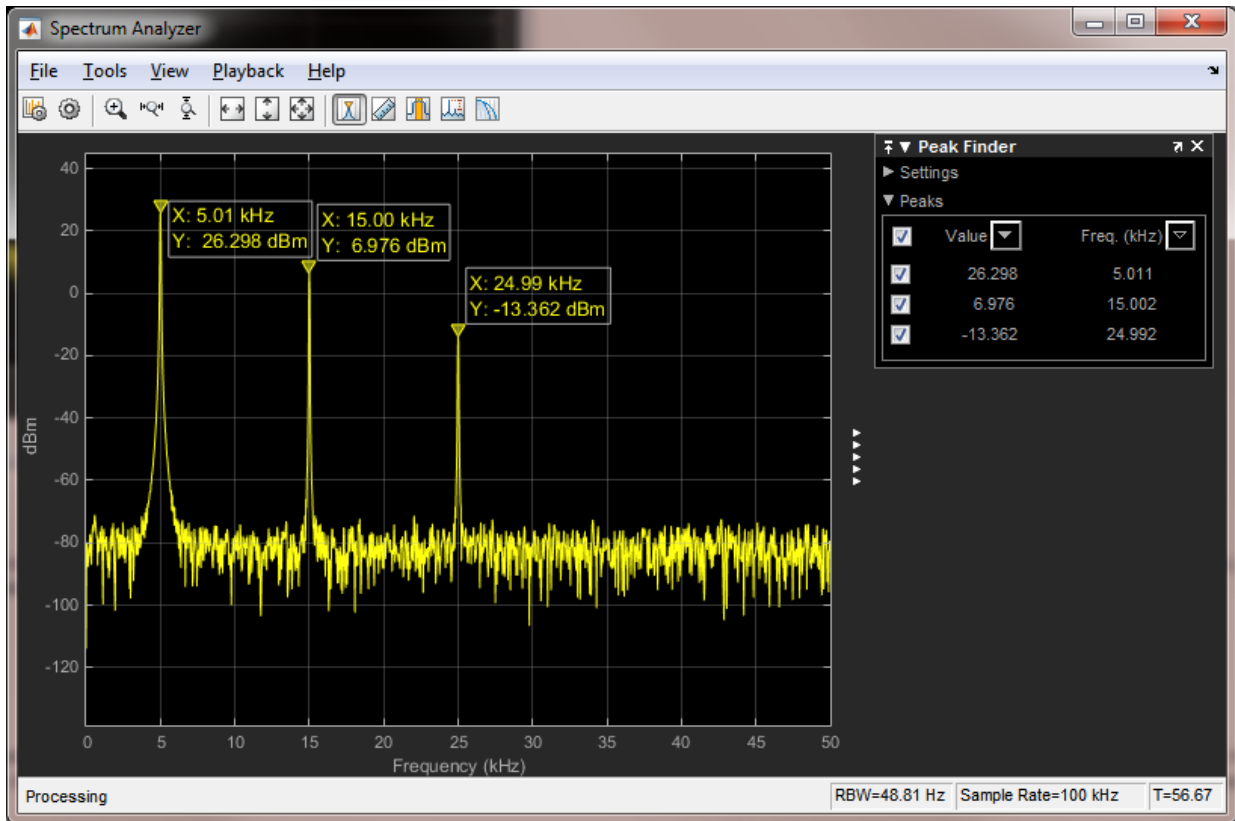 Spectrum Analyzer
File Tools View Playback Help
40
20
0
-20
-40
-60
-80
-100
-120
dBm
X: 5.01 kHz
Y: 26.298 dBm
X: 15.00 kHz
Y: 6.976 dBm
X: 24.99 kHz
Y: -13.362 dBm
0 5 10 15 20 25 30 35 40 45 50
Frequency (kHz)
Peak Finder
Settings
Peaks
Value Freq. (kHz)
26.298 5.011
6.976 15.002
-13.362 24.992
Processing RBW=48.81 Hz Sample Rate=100 kHz T=56.67